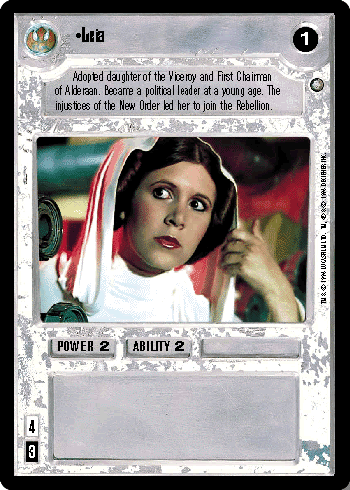 •Leia
1
Adopted daughter of the Viceroy and First Chairman
of Alderaan. Became a political leader at a young age. The
injustices of the New Order led her to join the Rebellion.
POWER 2 ABILITY 2
4
3